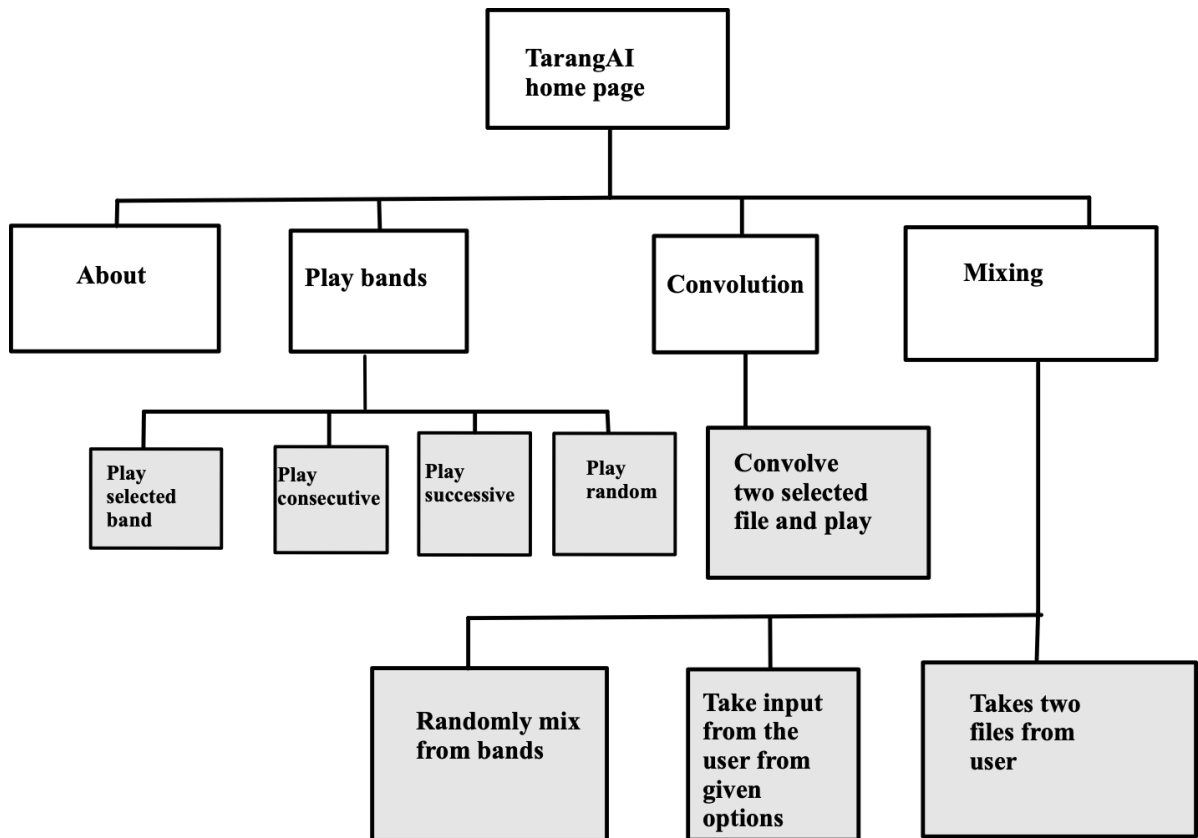 TarangAI
home page
About
Play bands
Convolution
Mixing
Play
selected
band
Play
consecutive
Play
successive
Play
random
Convolve
two selected
file and play
Randomly mix
from bands
Take input
from the
user from
given
options
Takes two
files from
user